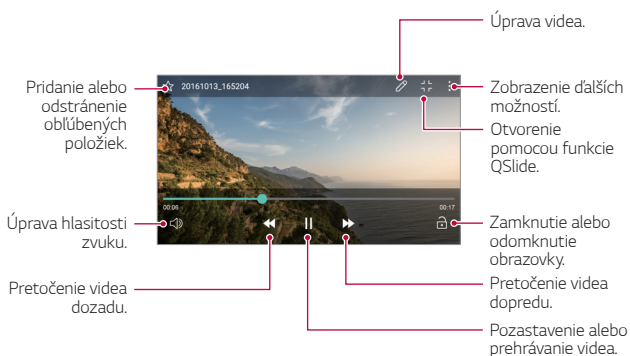 Úprava videa.
Pridanie alebo
odstránenie
obľúbených
položiek.
20161013_165204
Zobrazenie ďalších
možností.
Otvorenie
pomocou funkcie
QSlide.
00:06
00:17
Úprava hlasitosti
zvuku.
Zamknutie alebo
odomknutie
obrazovky.
Pretočenie videa
dozadu.
Pretočenie videa
dopredu.
Pozastavenie alebo
prehrávanie videa.